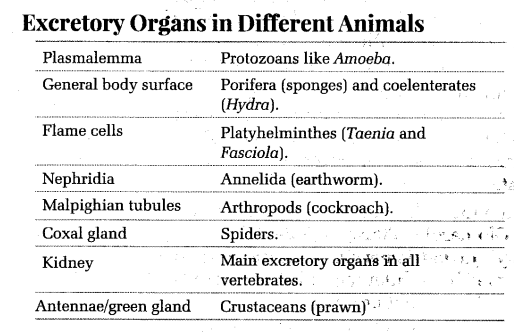 Excretory Organs in Different Animals
Plasmalemma Protozoans like Amoeba.
General body surface Porifera (sponges) and coelenterates
(Hydra).
Flame cells Platyhelminthes (Taenia and
Fasciola).
Nephridia Annelida (earthworm).
Malpighian tubules Arthropods (cockroach).
Coxal gland Spiders.
Kidney Main excretory organs in all
vertebrates.
Antennae/green gland Crustaceans (prawn)